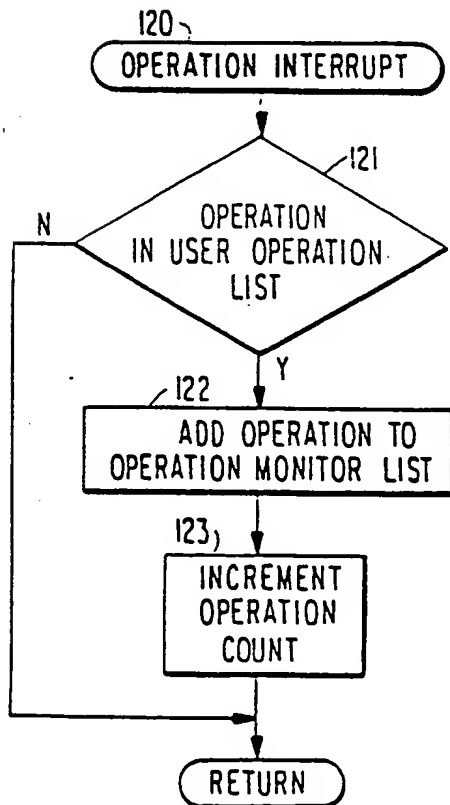 120
OPERATION INTERRUPT
121
N
OPERATION
IN USER OPERATION
LIST
Y
122
ADD OPERATION TO
OPERATION MONITOR LIST
123
INCREMENT
OPERATION
COUNT
RETURN